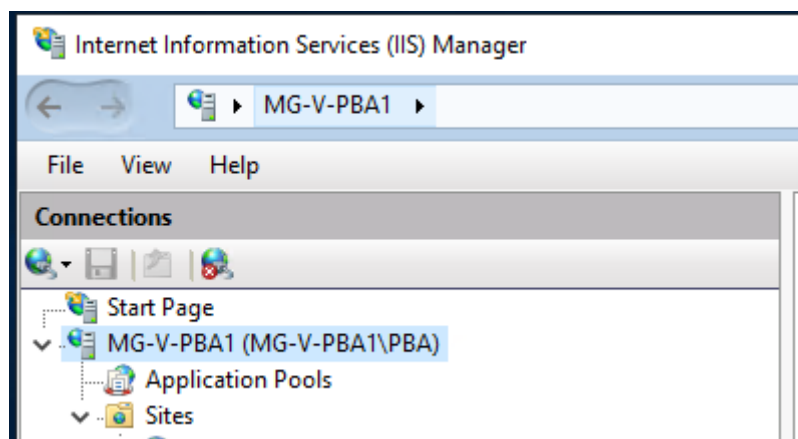 Internet Information Services (IIS) Manager
MG-V-PBA1
File View Help
Connections
Start Page
MG-V-PBA1 (MG-V-PBA1\PBA)
Application Pools
Sites